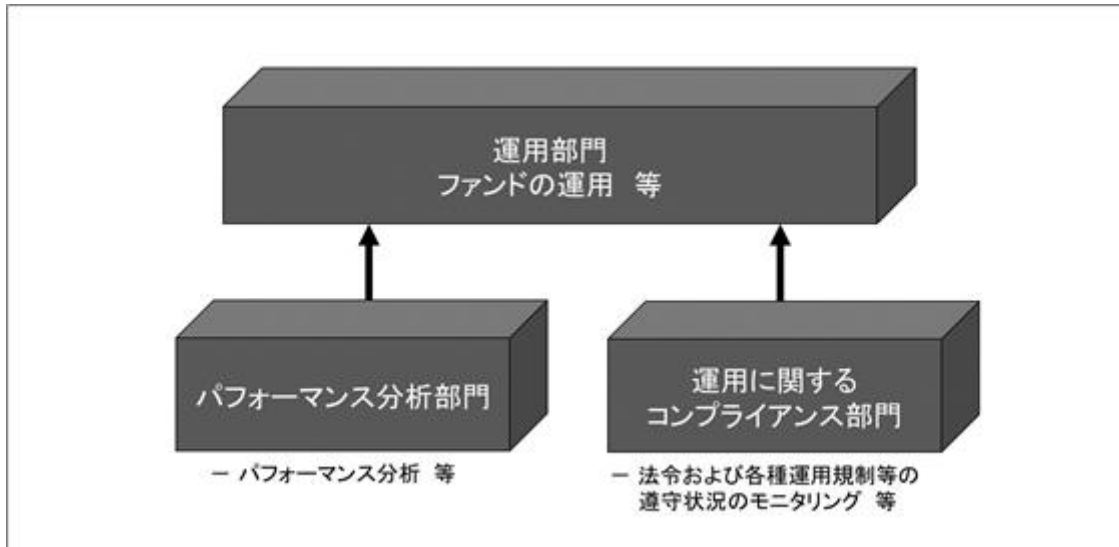 運用部門
ファンドの運用 等
パフォーマンス分析部門
－ パフォーマンス分析 等
運用に関する
コンプライアンス部門
－ 法令および各種運用規制等の
遵守状況のモニタリング 等